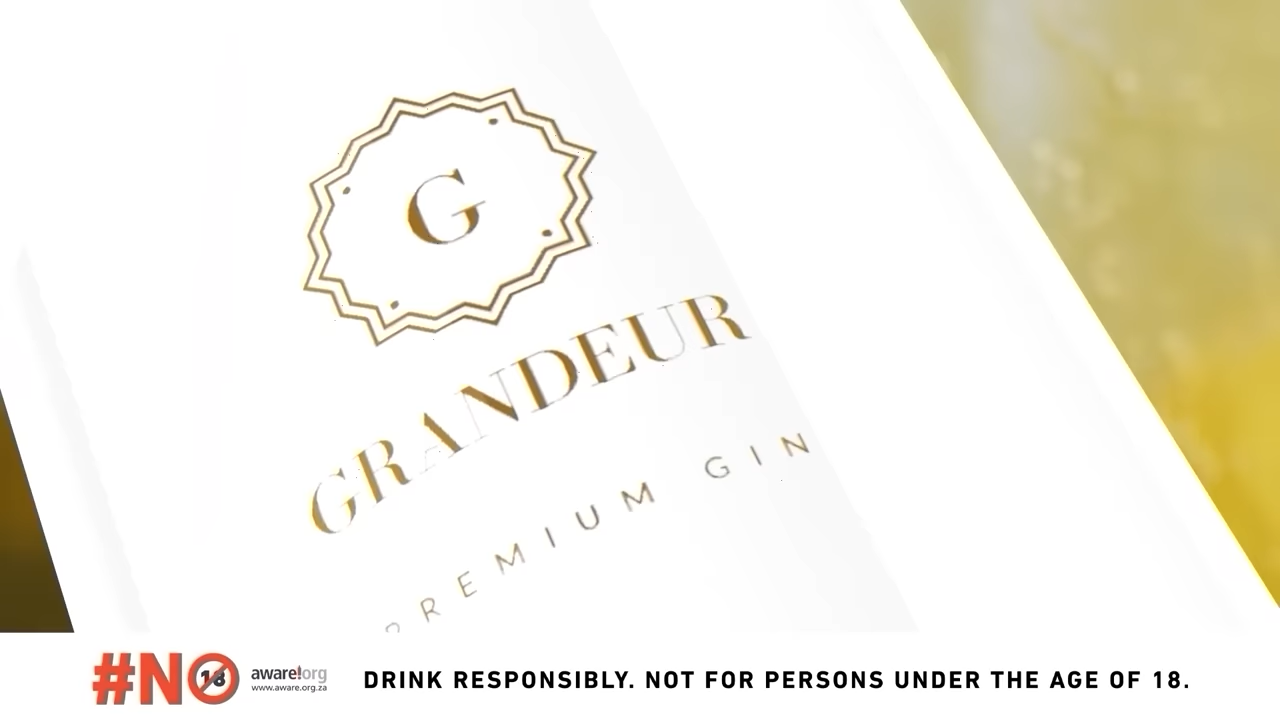 G
GRANDEUR
PREMIUM GIN
#NO
18
aware!org
www.aware.org.za
DRINK RESPONSIBLY. NOT FOR PERSONS UNDER THE AGE OF 18.